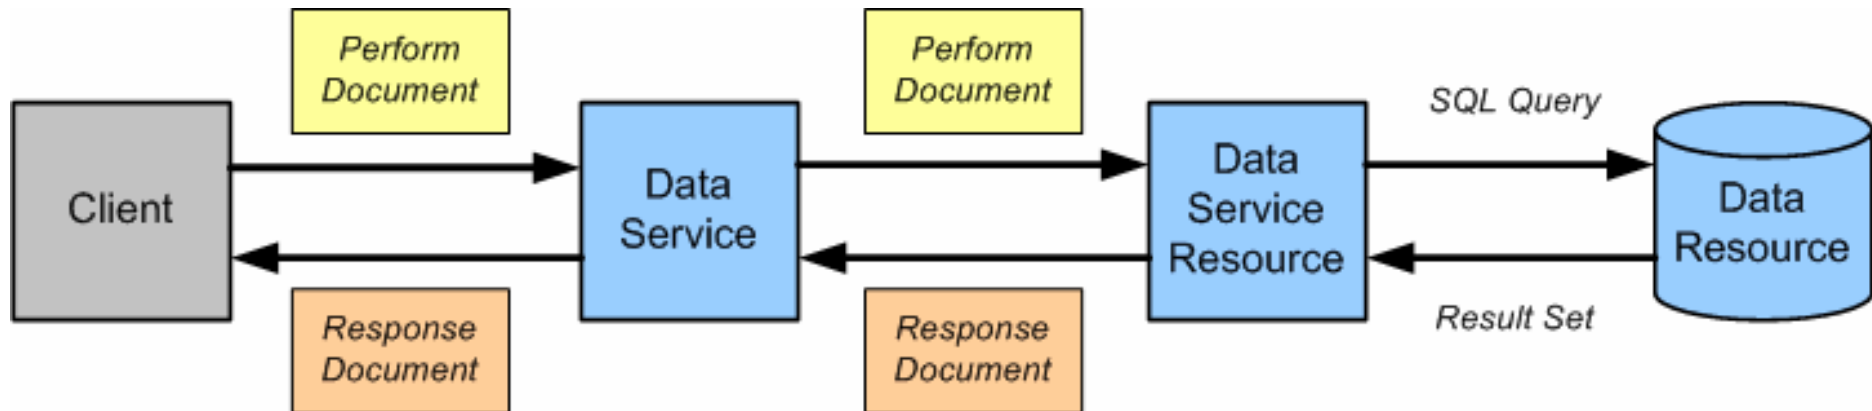 Perform
Document
Perform
Document
SQL Query
Client
Data
Service
Data
Service
Resource
Data
Resource
Response
Document
Response
Document
Result Set